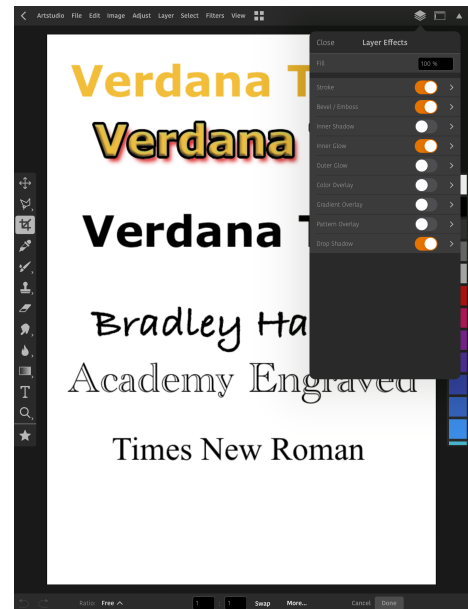 Artstudio File Edit Image Adjust Layer Select Filters View
Close Layer Effects
Fill 100 %
Stroke
Bevel / Emboss
Inner Shadow
Inner Glow
Outer Glow
Color Overlay
Gradient Overlay
Pattern Overlay
Drop Shadow
Verdana T
Verdana
Verdana T
Bradley Ha
Academy Engraved
Times New Roman
T
Ratio: Free 1 : 1 Swap More... Cancel Done